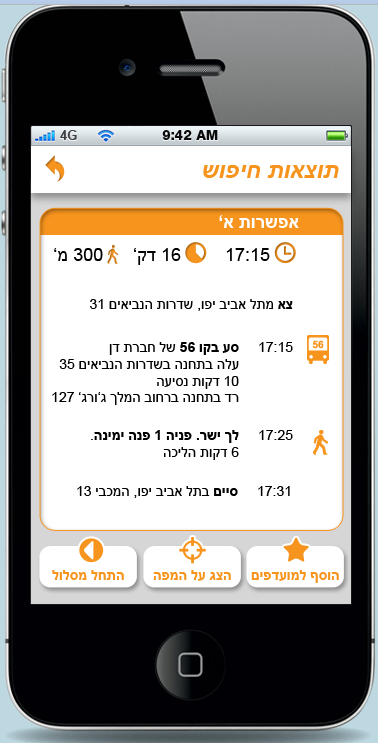 4G 9:42 AM
תוצאות חיפוש
אפשרות א'
17:15 16 דק' 300 מ'
צא מתל אביב יפו, שדרות הנביאים 31
56
17:15 סע בקו 56 של חברת דן
עלה בתחנה בשדרות הנביאים 35
10 דקות נסיעה
רד בתחנה ברחוב המלך ג'ורג' 127
17:25 לך ישר. פניה 1 פנה ימינה.
6 דקות הליכה
17:31 סיים בתל אביב יפו, המכבי 13
הוסף למועדפים הצג על המפה התחל מסלול